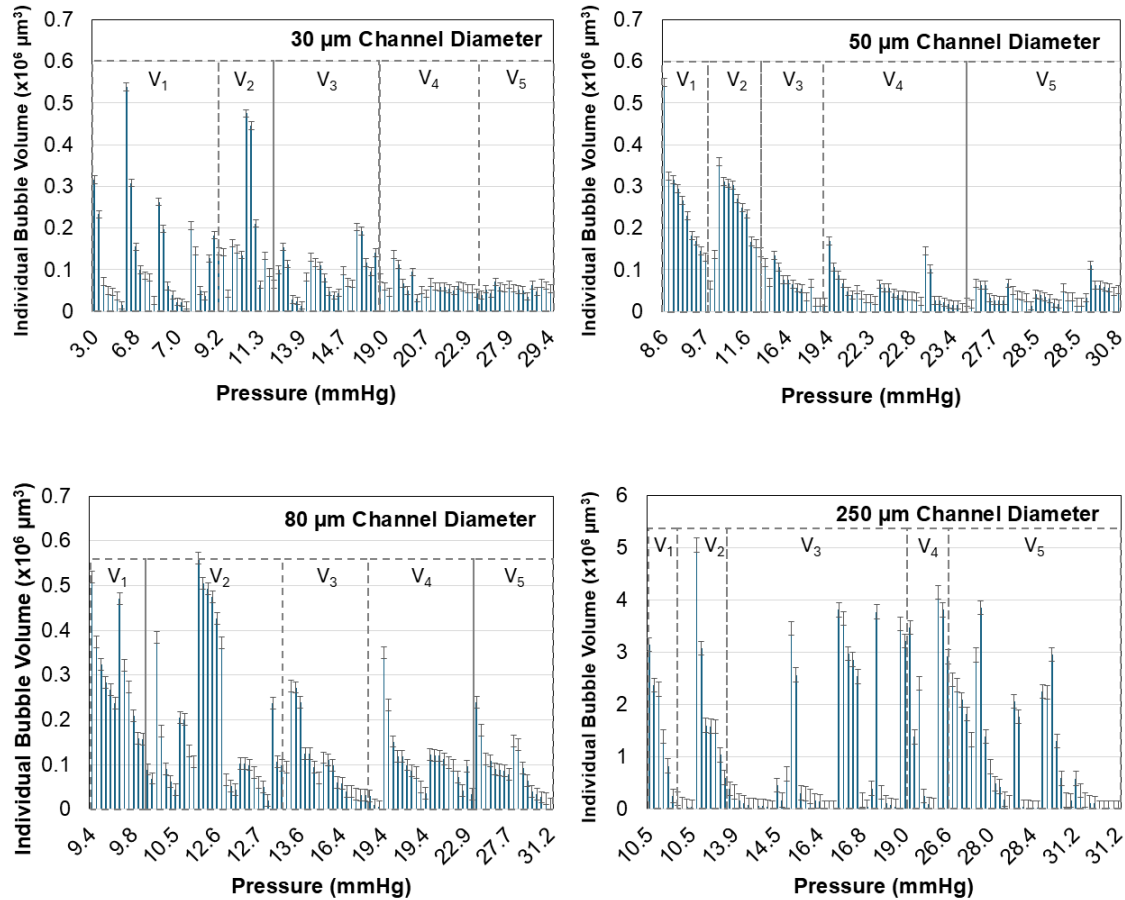 30 µm Channel Diameter
Individual Bubble Volume (x10⁶ µm³)
0.7
0.6
0.5
0.4
0.3
0.2
0.1
0
V₁ V₂ V₃ V₄ V₅
3.0 6.8 7.0 9.2 11.3 13.9 14.7 19.0 20.7 22.9 27.9 29.4
Pressure (mmHg)
50 µm Channel Diameter
Individual Bubble Volume (x10⁶ µm³)
0.7
0.6
0.5
0.4
0.3
0.2
0.1
0
V₁ V₂ V₃ V₄ V₅
8.6 9.7 11.6 16.4 19.4 22.3 22.8 23.4 27.7 28.5 28.5 30.8
Pressure (mmHg)
80 µm Channel Diameter
Individual Bubble Volume (x10⁶ µm³)
0.7
0.6
0.5
0.4
0.3
0.2
0.1
0
V₁ V₂ V₃ V₄ V₅
9.4 9.8 10.5 12.6 12.7 13.6 16.4 19.4 19.4 22.9 27.7 31.2
Pressure (mmHg)
250 µm Channel Diameter
Individual Bubble Volume (x10⁶ µm³)
6
5
4
3
2
1
0
V₁ V₂ V₃ V₄ V₅
10.5 10.5 13.9 14.5 16.4 16.8 19.0 26.6 28.0 28.4 31.2 31.2
Pressure (mmHg)